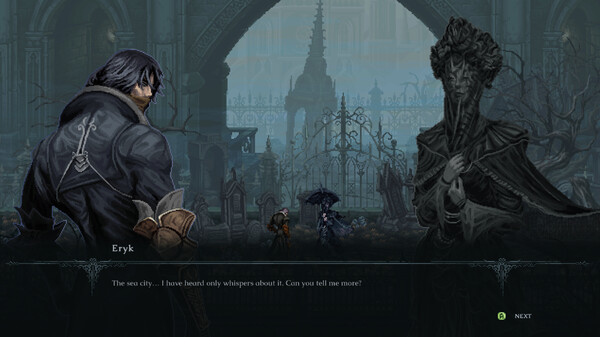 Eryk
The sea city... I have heard only whispers about it. Can you tell me more?
A NEXT